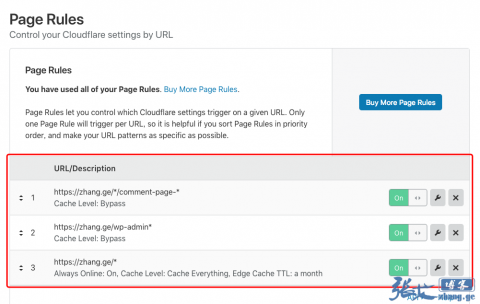 Page Rules
Control your Cloudflare settings by URL
Page Rules
You have used all of your Page Rules. Buy More Page Rules.
Buy More Page Rules
Page Rules let you control which Cloudflare settings trigger on a given URL. Only
one Page Rule will trigger per URL, so it is helpful if you sort Page Rules in priority
order, and make your URL patterns as specific as possible.
URL/Description
1 https://zhang.ge/*/comment-page-* On
Cache Level: Bypass
2 https://zhang.ge/wp-admin* On
Cache Level: Bypass
3 https://zhang.ge/* On
Always Online: On, Cache Level: Cache Everything, Edge Cache TTL: a month
张戈 博客
zhang.ge